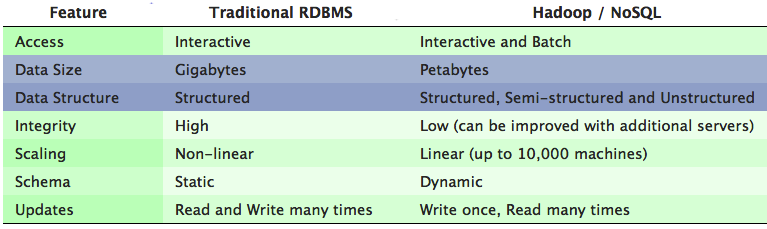 Feature Traditional RDBMS Hadoop / NoSQL
Access Interactive Interactive and Batch
Data Size Gigabytes Petabytes
Data Structure Structured Structured, Semi-structured and Unstructured
Integrity High Low (can be improved with additional servers)
Scaling Non-linear Linear (up to 10,000 machines)
Schema Static Dynamic
Updates Read and Write many times Write once, Read many times